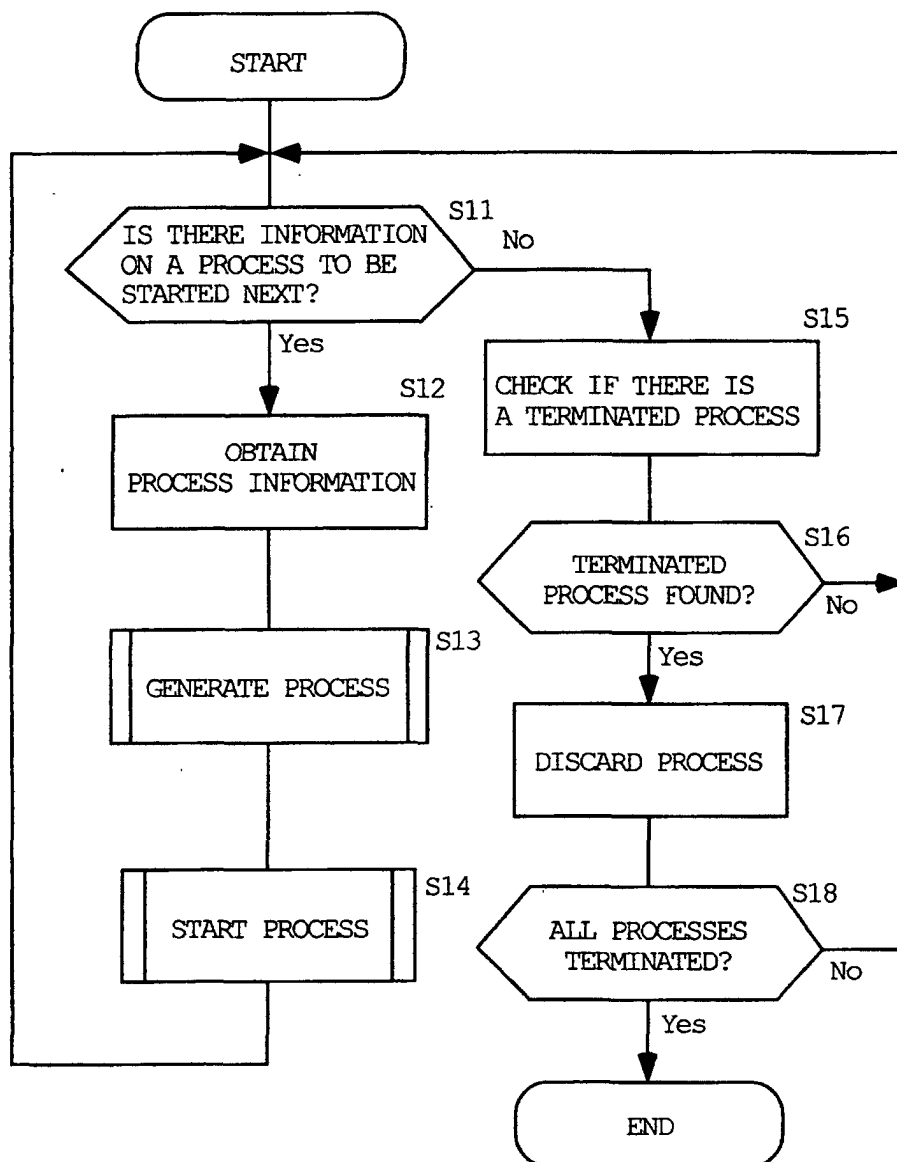 START
S11
IS THERE INFORMATION
ON A PROCESS TO BE
STARTED NEXT?
No
Yes
S12
OBTAIN
PROCESS INFORMATION
S13
GENERATE PROCESS
S14
START PROCESS
S15
CHECK IF THERE IS
A TERMINATED PROCESS
S16
TERMINATED
PROCESS FOUND?
No
Yes
S17
DISCARD PROCESS
S18
ALL PROCESSES
TERMINATED?
No
Yes
END